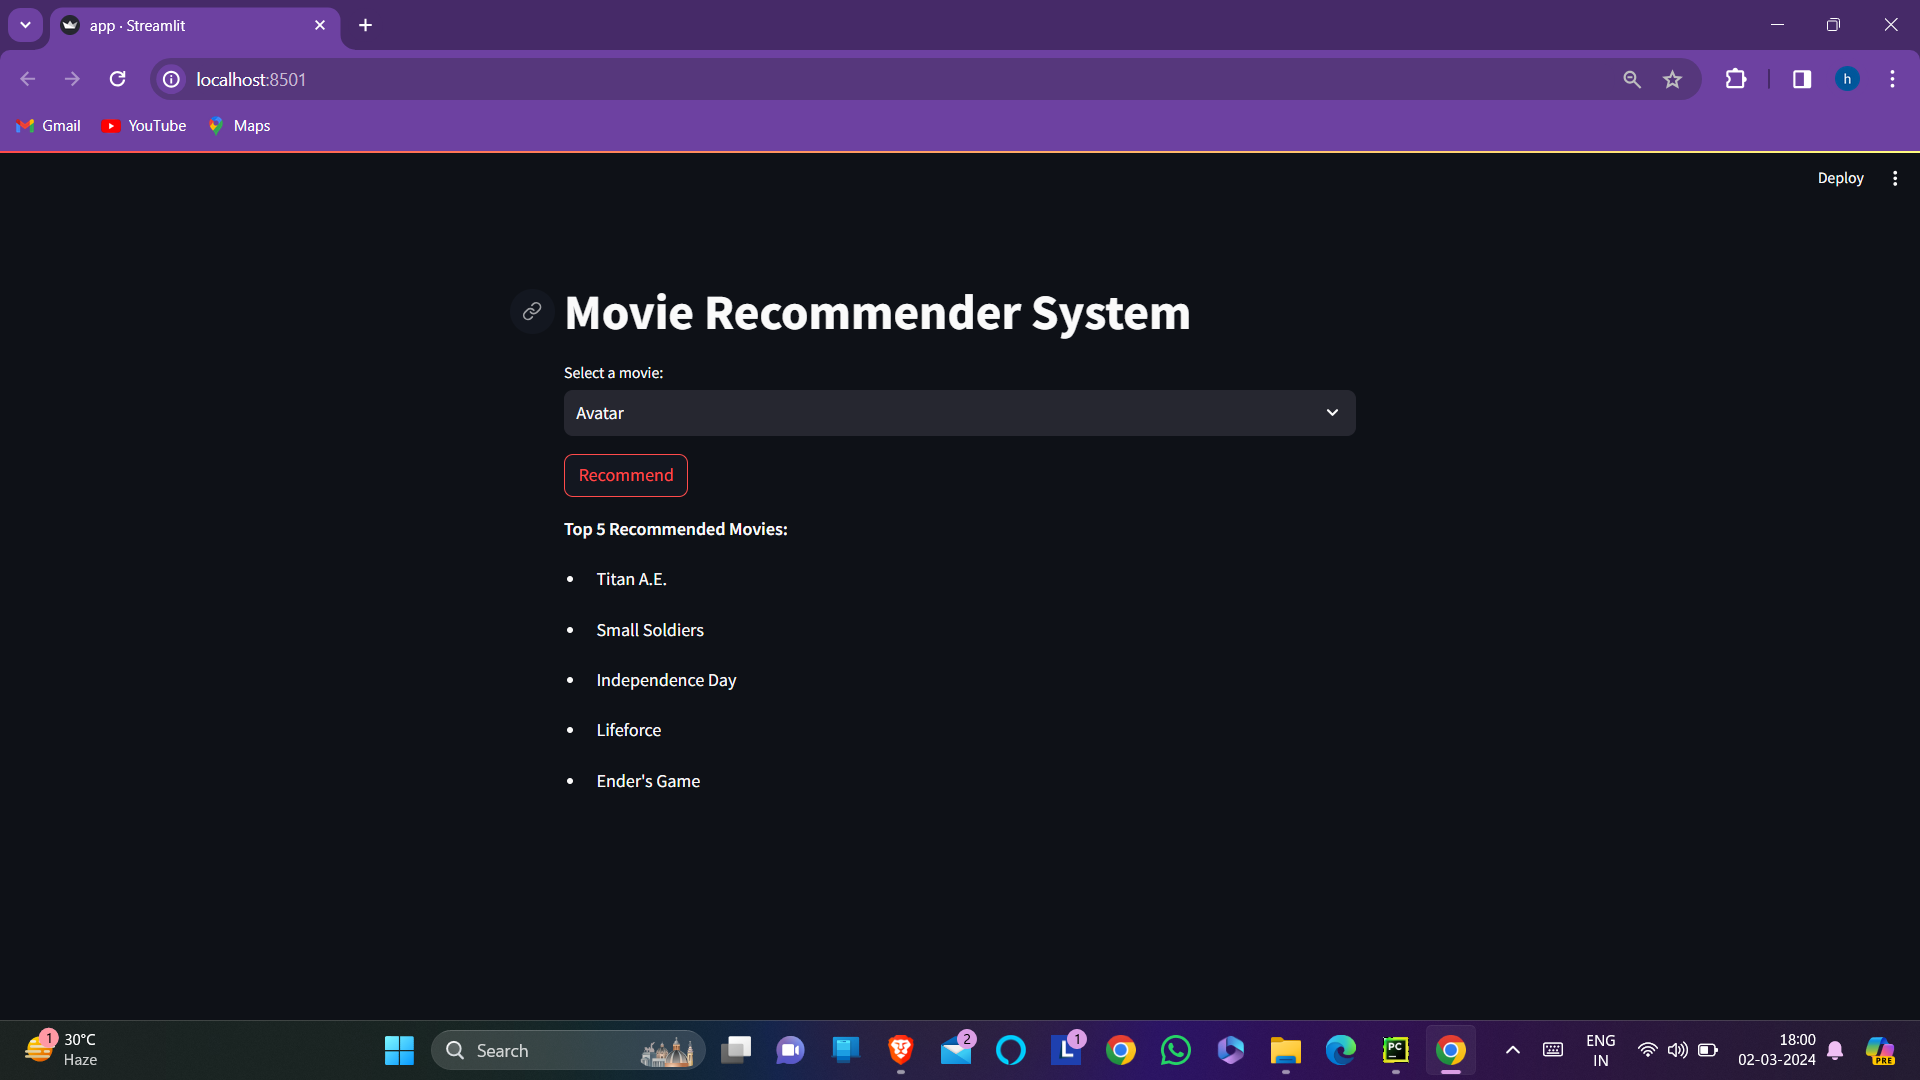 app · Streamlit
localhost:8501
h
Gmail YouTube Maps
Deploy
Movie Recommender System
Select a movie:
Avatar
Recommend
Top 5 Recommended Movies:
• Titan A.E.
• Small Soldiers
• Independence Day
• Lifeforce
• Ender's Game
1
30°C
Haze
Search
2
L
1
PC
ENG
IN
18:00
02-03-2024
PRE